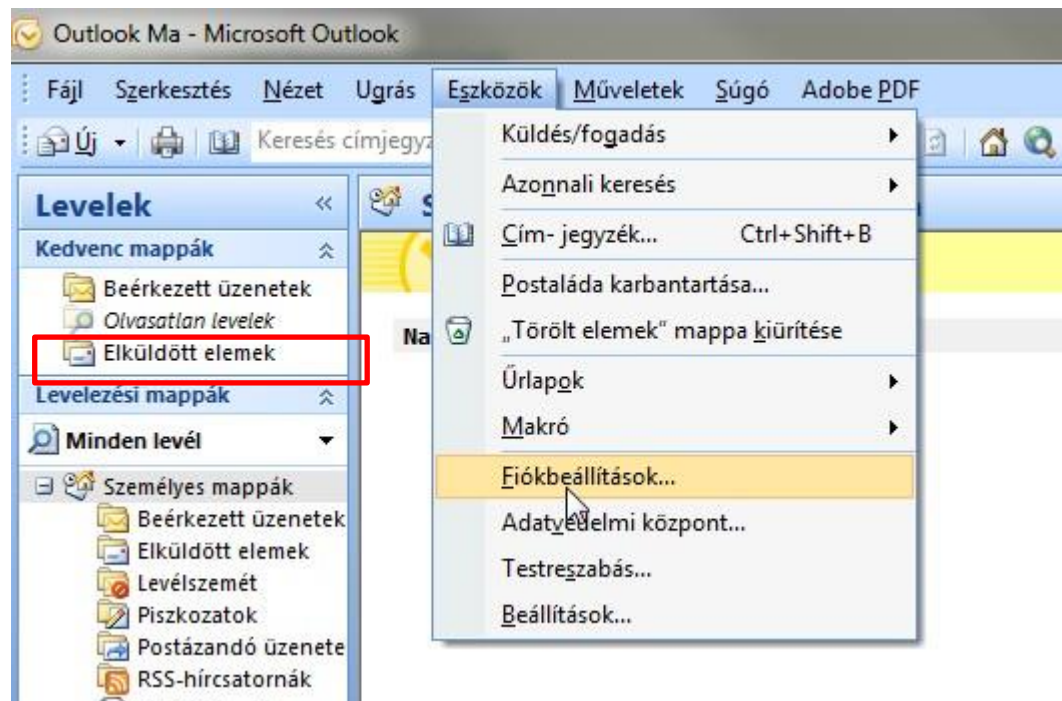 Outlook Ma - Microsoft Outlook
Fájl Szerkesztés Nézet Ugrás Eszközök Műveletek Súgó Adobe PDF
Új Keresés címjegyz
Levelek «
Kedvenc mappák
Beérkezett üzenetek
Olvasatlan levelek
Elküldött elemek
Levelezési mappák
Minden levél
Személyes mappák
Beérkezett üzenetek
Elküldött elemek
Levélszemét
Piszkozatok
Postázandó üzenete
RSS-hírcsatornák
Na
Küldés/fogadás
Azonnali keresés
Cím- jegyzék... Ctrl+Shift+B
Postaláda karbantartása...
„Törölt elemek” mappa kiürítése
Űrlapok
Makró
Fiókbeállítások...
Adatvédelmi központ...
Testreszabás...
Beállítások...